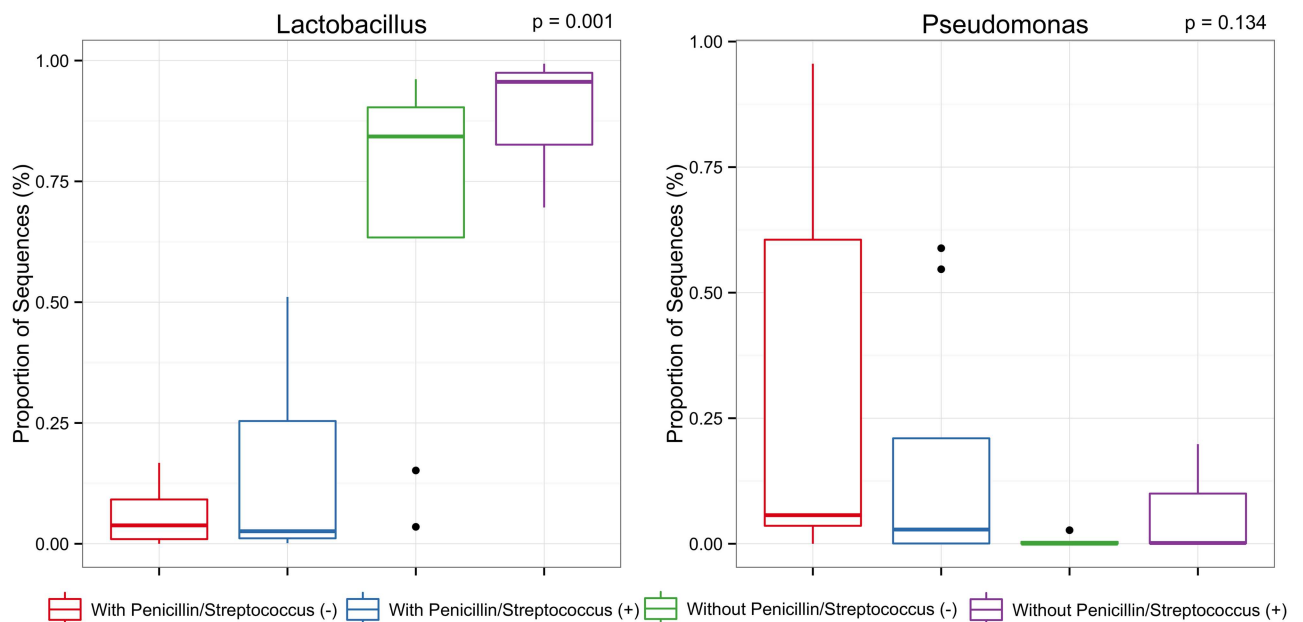 Lactobacillus
p = 0.001
Proportion of Sequences (%)
1.00
0.75
0.50
0.25
0.00
Pseudomonas
p = 0.134
Proportion of Sequences (%)
1.00
0.75
0.50
0.25
0.00
With Penicillin/Streptococcus (-)
With Penicillin/Streptococcus (+)
Without Penicillin/Streptococcus (-)
Without Penicillin/Streptococcus (+)